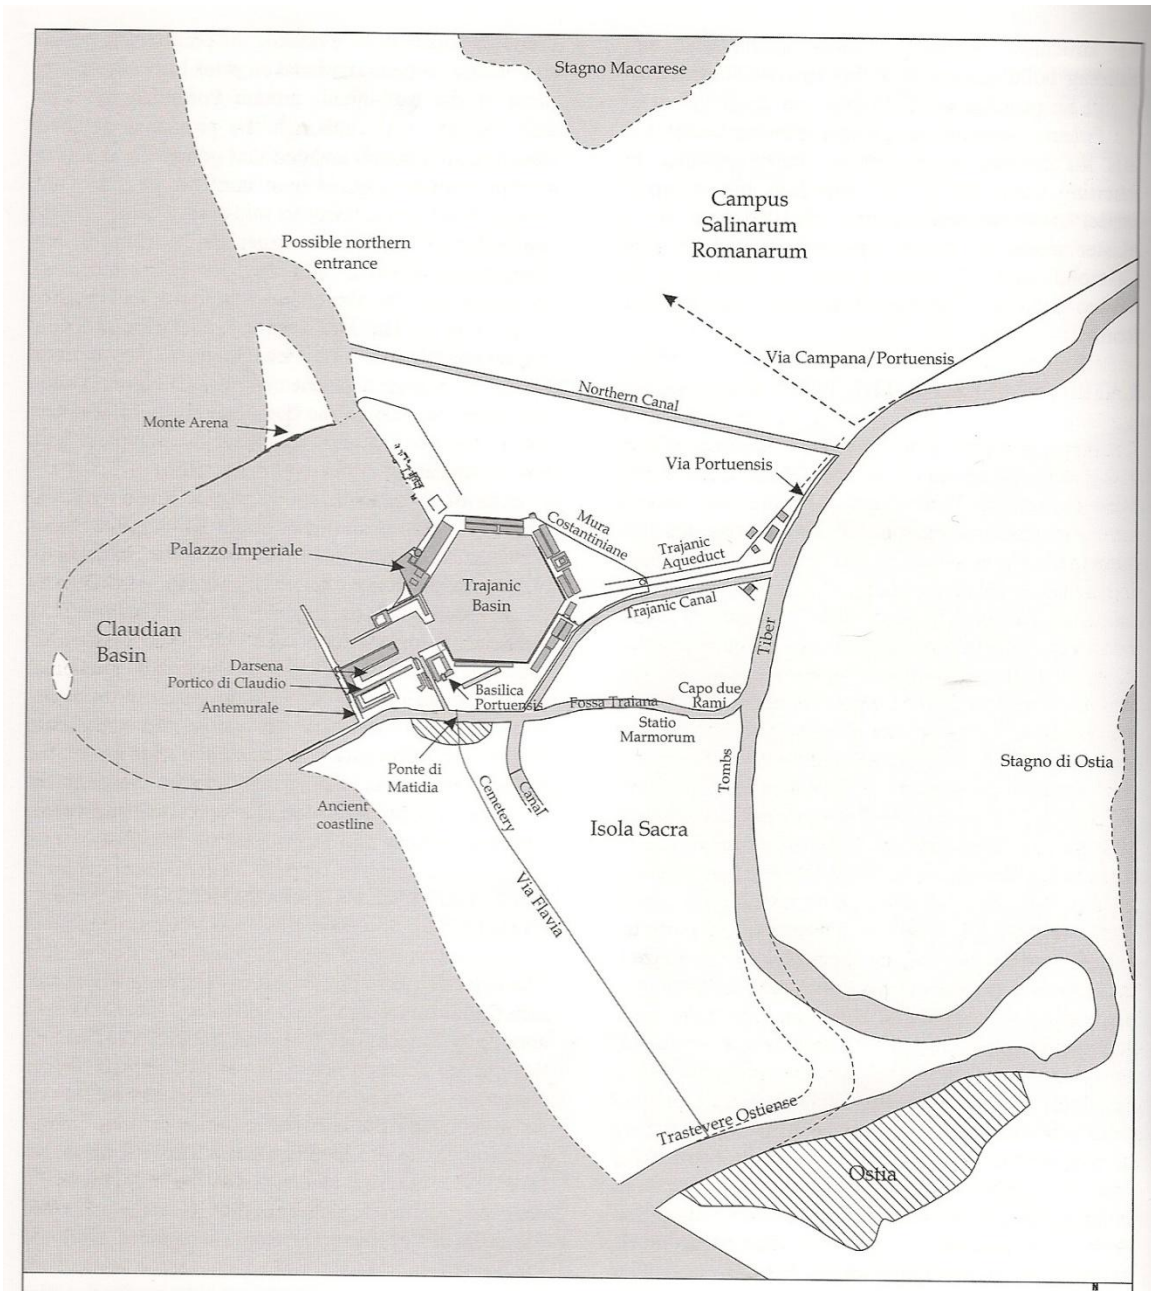 Stagno Maccarese
Campus
Salinarum
Romanarum
Possible northern
entrance
Via Campana/Portuensis
Northern Canal
Monte Arena
Via Portuensis
Mura
Costantiniane
Palazzo Imperiale
Trajanic
Aqueduct
Trajanic
Basin
Trajanic Canal
Claudian
Basin
Tiber
Darsena
Portico di Claudio
Antemurale
Basilica
Portuensis
Fossa Traiana
Capo due
Rami
Statio
Marmorum
Ponte di
Matidia
Cemetery
Canal
Tombs
Stagno di Ostia
Ancient
coastline
Isola Sacra
Via Flavia
Trastevere Ostiense
Ostia
N